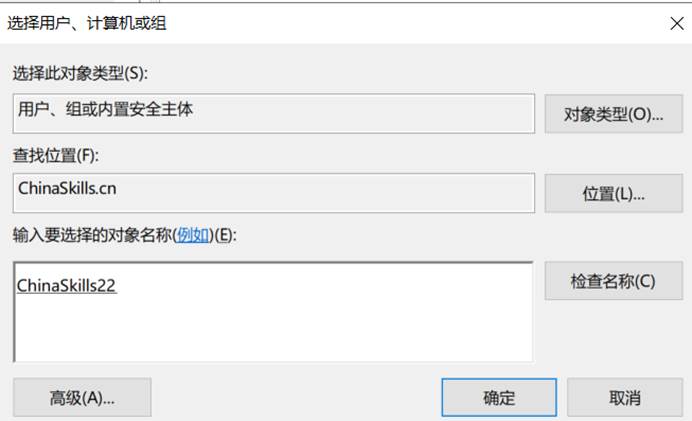 选择用户、计算机或组
选择此对象类型(S):
用户、组或内置安全主体
对象类型(O)...
查找位置(F):
ChinaSkills.cn
位置(L)...
输入要选择的对象名称(例如)(E):
ChinaSkills22
检查名称(C)
高级(A)...
确定
取消